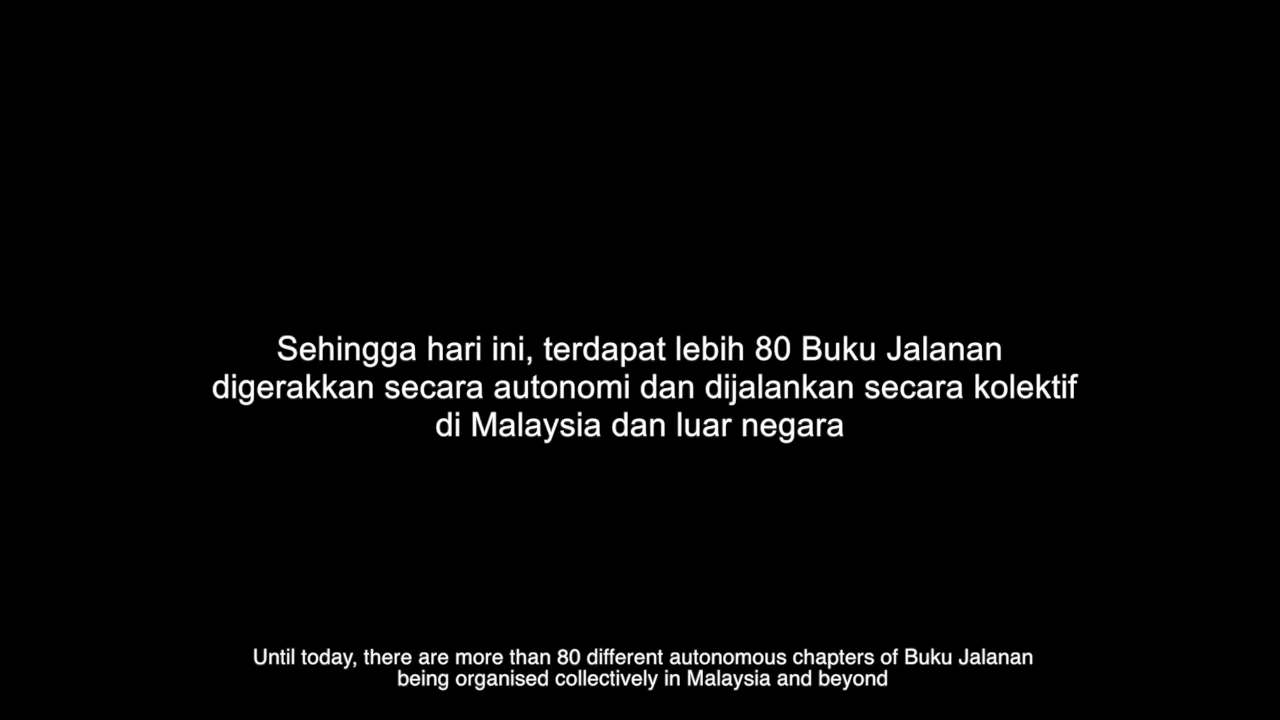 Sehingga hari ini, terdapat lebih 80 Buku Jalanan
digerakkan secara autonomi dan dijalankan secara kolektif
di Malaysia dan luar negara
Until today, there are more than 80 different autonomous chapters of Buku Jalanan
being organised collectively in Malaysia and beyond